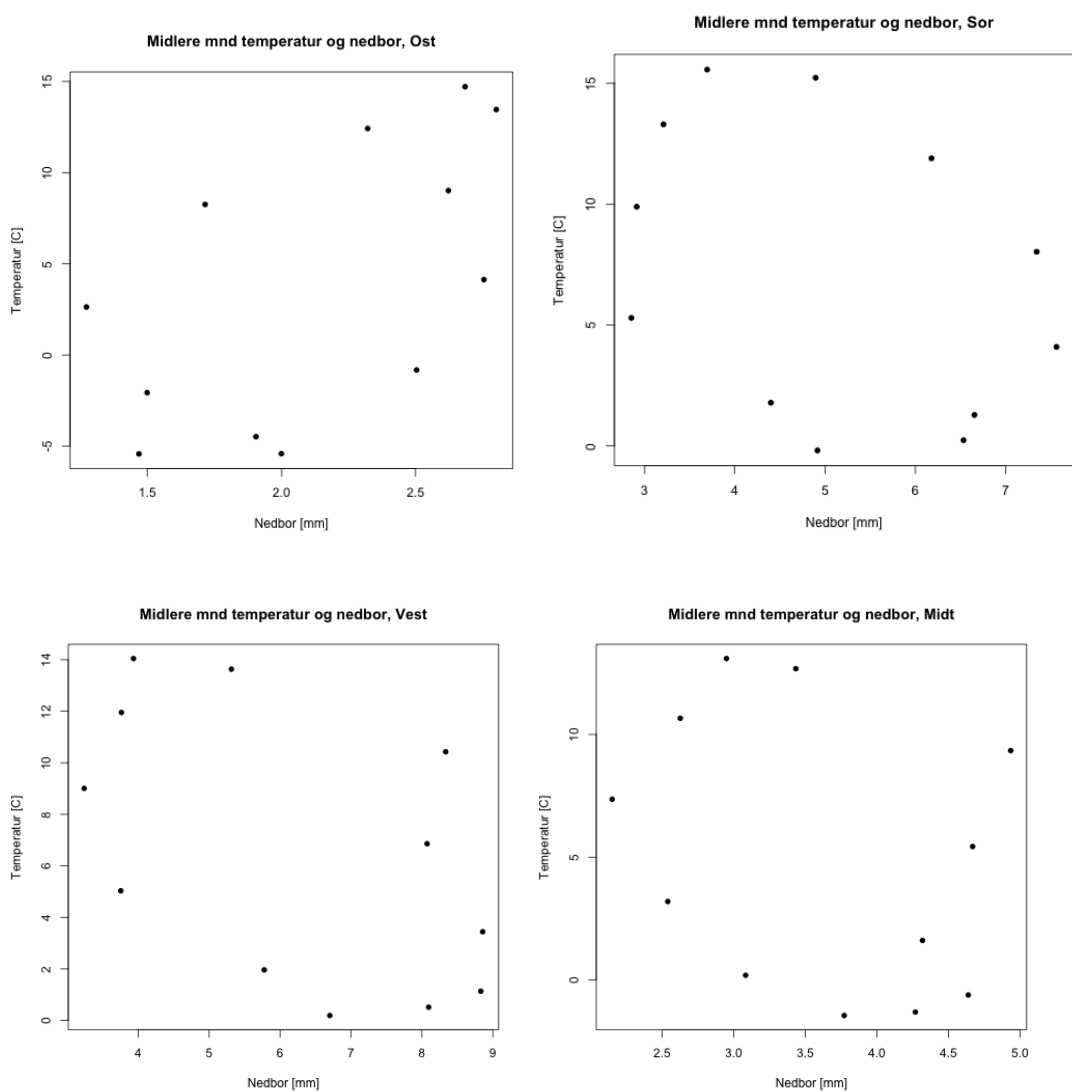 Midlere mnd temperatur og nedbor, Ost
Temperatur [C]
15
10
5
0
-5
1.5 2.0 2.5
Nedbor [mm]
Midlere mnd temperatur og nedbor, Sor
Temperatur [C]
15
10
5
0
3 4 5 6 7
Nedbor [mm]
Midlere mnd temperatur og nedbor, Vest
Temperatur [C]
14
12
10
8
6
4
2
0
4 5 6 7 8 9
Nedbor [mm]
Midlere mnd temperatur og nedbor, Midt
Temperatur [C]
10
5
0
2.5 3.0 3.5 4.0 4.5 5.0
Nedbor [mm]